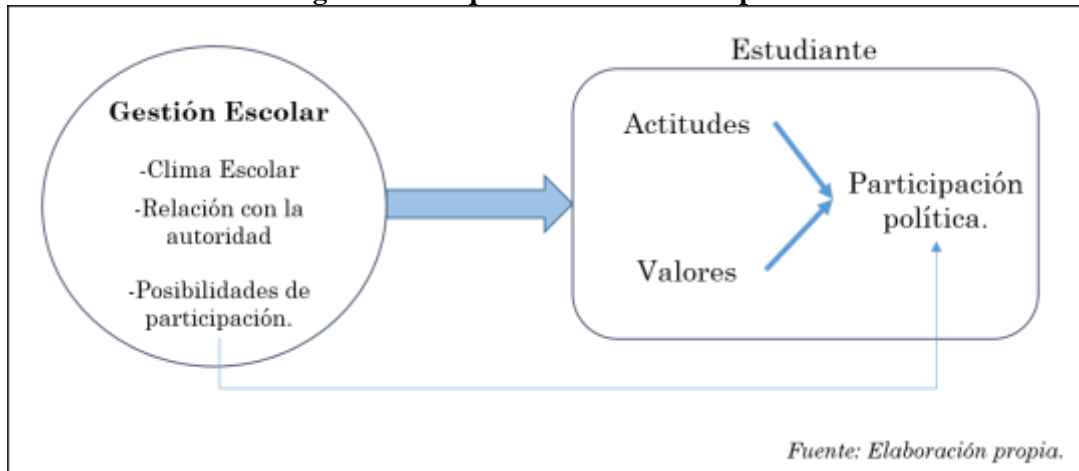 Estudiante
Gestión Escolar
-Clima Escolar
-Relación con la
autoridad
-Posibilidades de
participación.
Actitudes
Valores
Participación
política.
Fuente: Elaboración propia.